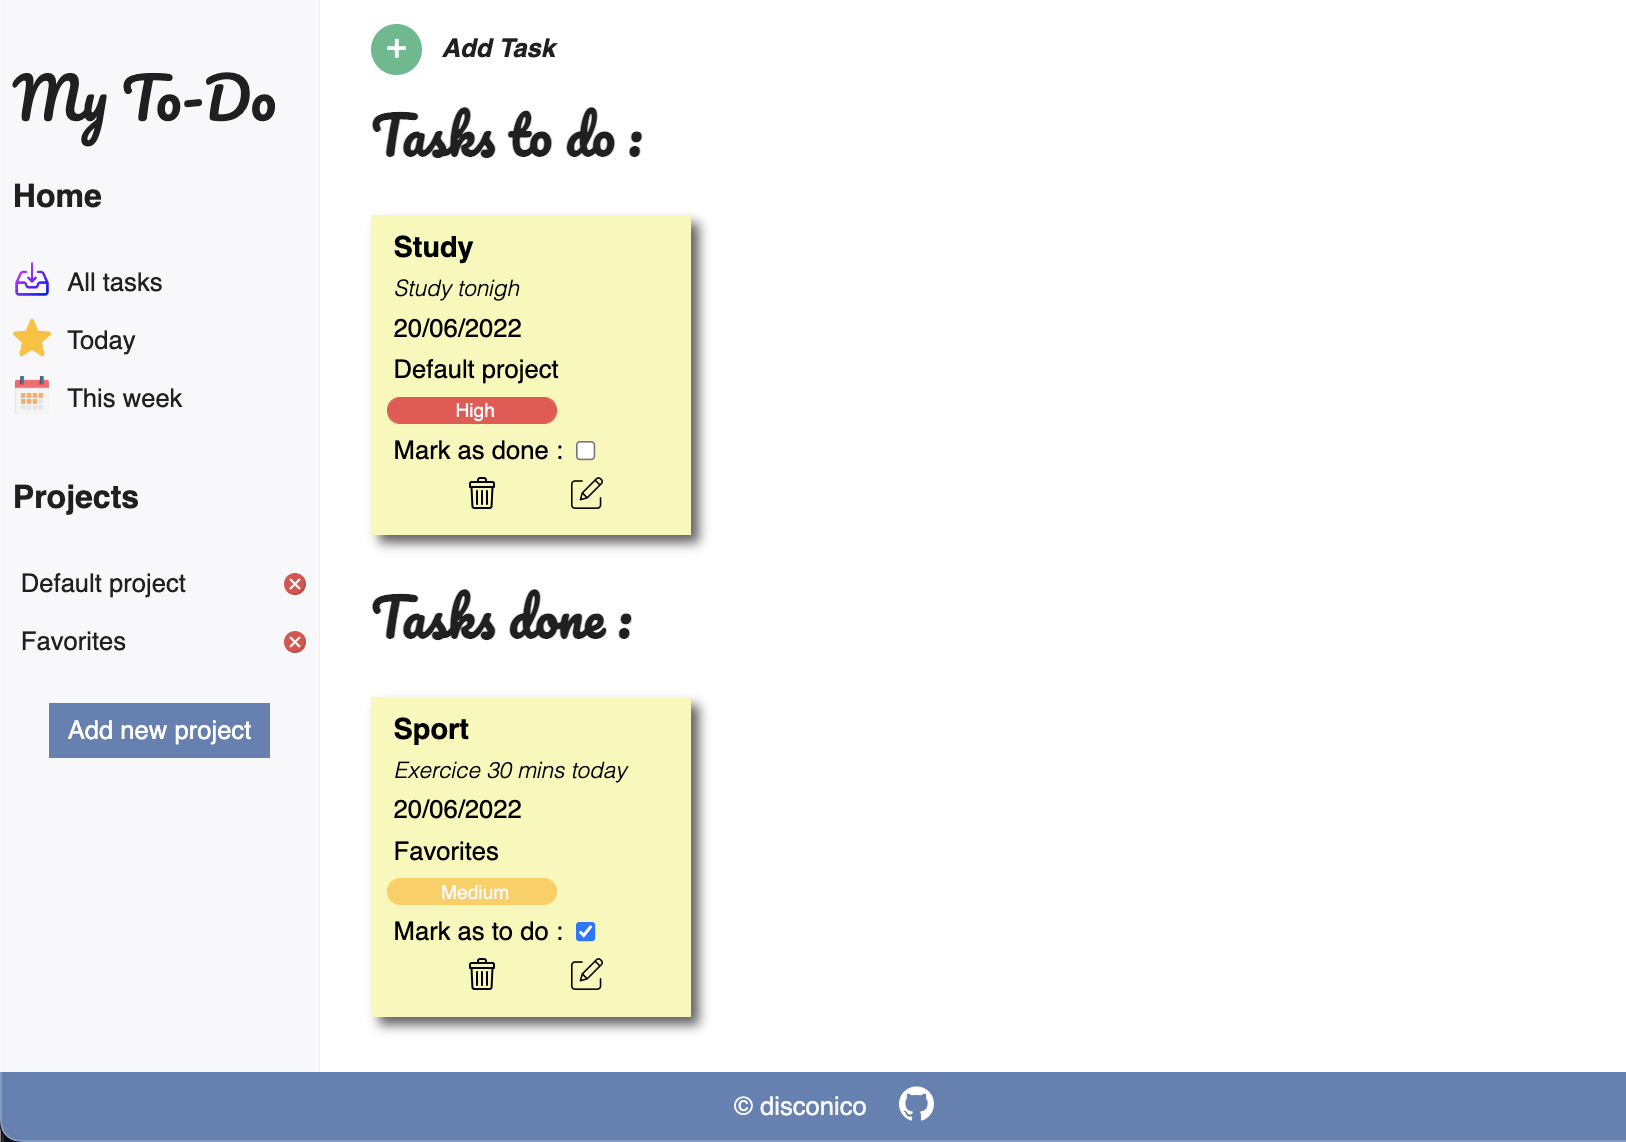 My To-Do
Home
All tasks
Today
This week
Projects
Default project
Favorites
Add new project
Add Task
Tasks to do :
Study
Study tonigh
20/06/2022
Default project
High
Mark as done :
Tasks done :
Sport
Exercice 30 mins today
20/06/2022
Favorites
Medium
Mark as to do :
© disconico